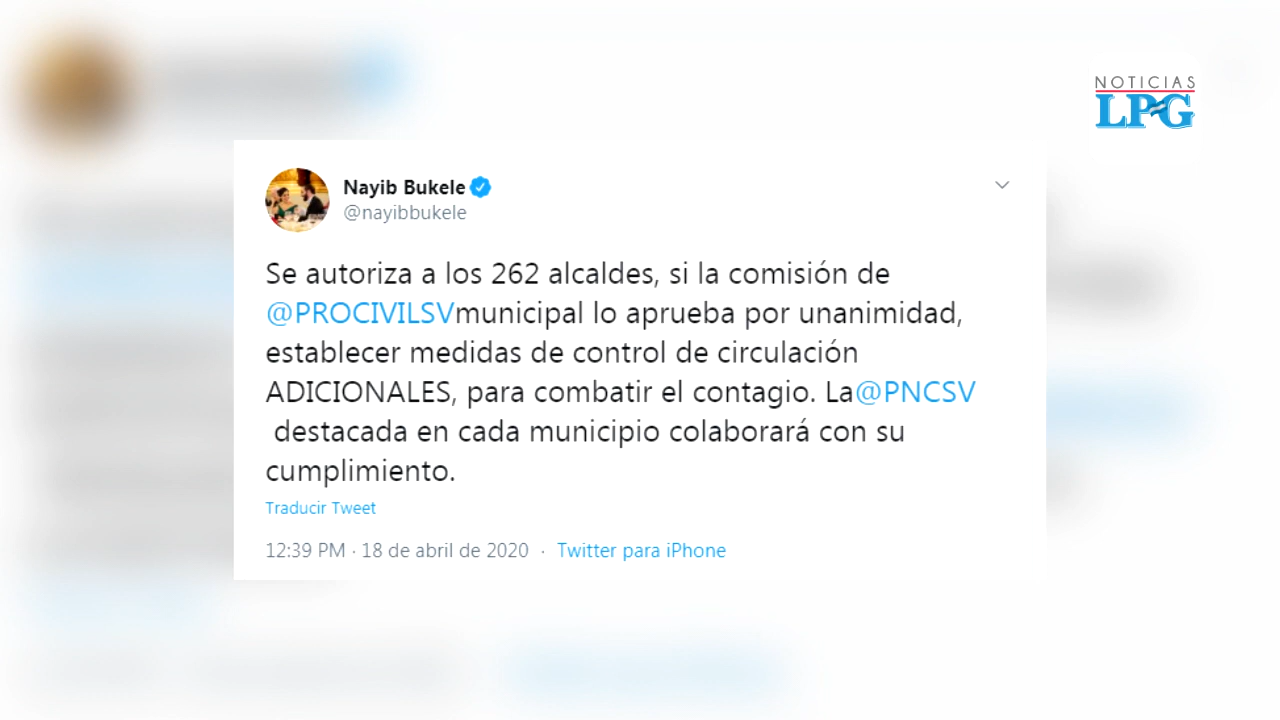 NOTICIAS
LPG
Nayib Bukele
@nayibbukele
Se autoriza a los 262 alcaldes, si la comisión de
@PROCIVILSVmunicipal lo aprueba por unanimidad,
establecer medidas de control de circulación
ADICIONALES, para combatir el contagio. La@PNCSV
destacada en cada municipio colaborará con su
cumplimiento.
Traducir Tweet
12:39 PM · 18 de abril de 2020 · Twitter para iPhone